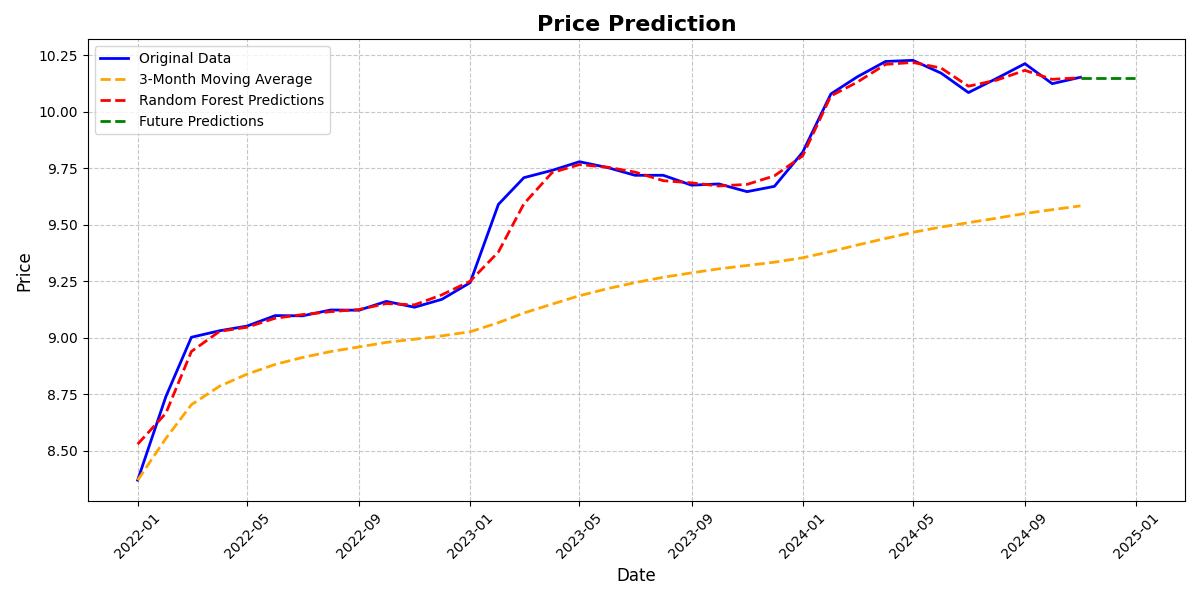 Price Prediction
Original Data
3-Month Moving Average
Random Forest Predictions
Future Predictions
Price
10.25
10.00
9.75
9.50
9.25
9.00
8.75
8.50
2022-01
2022-05
2022-09
2023-01
2023-05
2023-09
2024-01
2024-05
2024-09
2025-01
Date